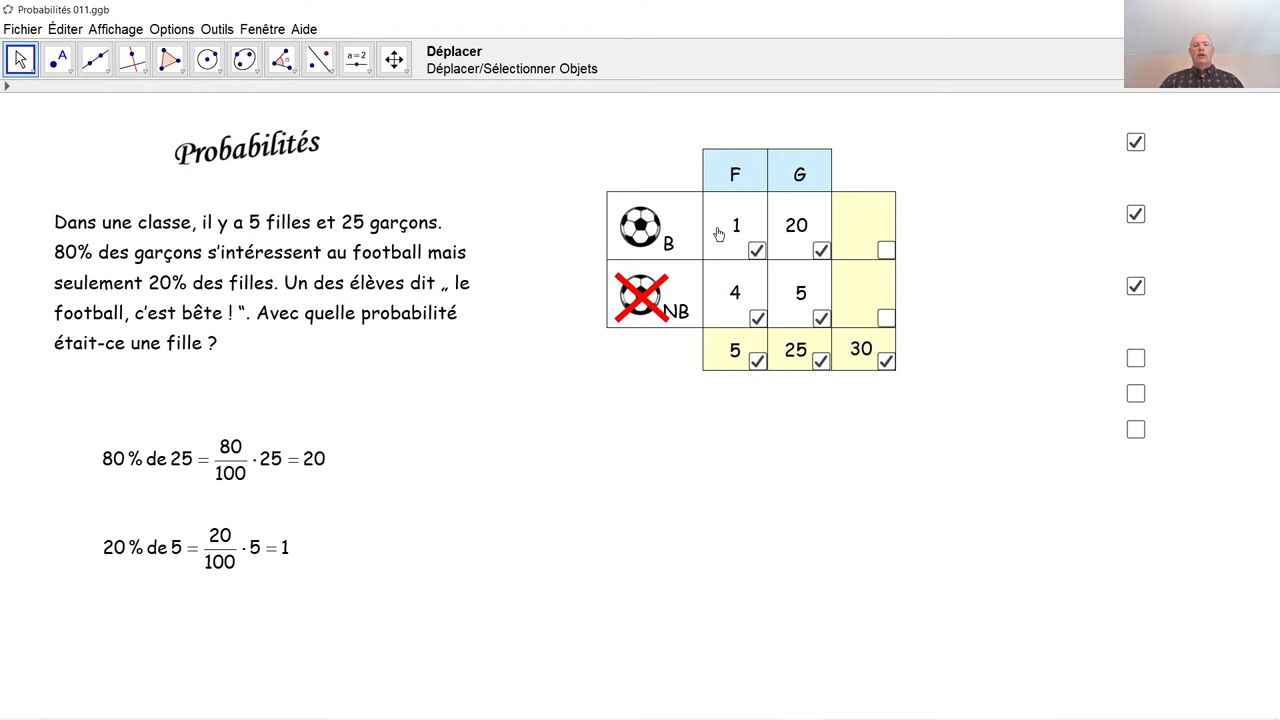 Probabilités 011.ggb
Fichier Éditer Affichage Options Outils Fenêtre Aide
A
a=2
Déplacer
Déplacer/Sélectionner Objets
Probabilités
Dans une classe, il y a 5 filles et 25 garçons.
80% des garçons s’intéressent au football mais
seulement 20% des filles. Un des élèves dit „ le
football, c’est bête ! “. Avec quelle probabilité
était-ce une fille ?
80 % de 25 = 80/100 · 25 = 20
20 % de 5 = 20/100 · 5 = 1
F G
B 1 20
NB 4 5
5 25 30